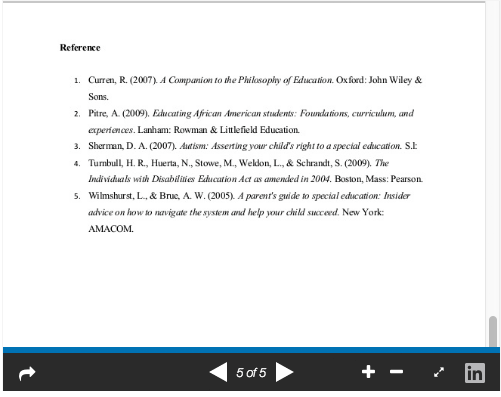 Reference
1. Curren, R. (2007). A Companion to the Philosophy of Education. Oxford: John Wiley &
Sons.
2. Pitre, A. (2009). Educating African American students: Foundations, curriculum, and
experiences. Lanham: Rowman & Littlefield Education.
3. Sherman, D. A. (2007). Autism: Asserting your child's right to a special education. S.l:
4. Turnbull, H. R., Huerta, N., Stowe, M., Weldon, L., & Schrandt, S. (2009). The
Individuals with Disabilities Education Act as amended in 2004. Boston, Mass: Pearson.
5. Wilmshurst, L., & Brue, A. W. (2005). A parent's guide to special education: Insider
advice on how to navigate the system and help your child succeed. New York:
AMACOM.
5 of 5
in